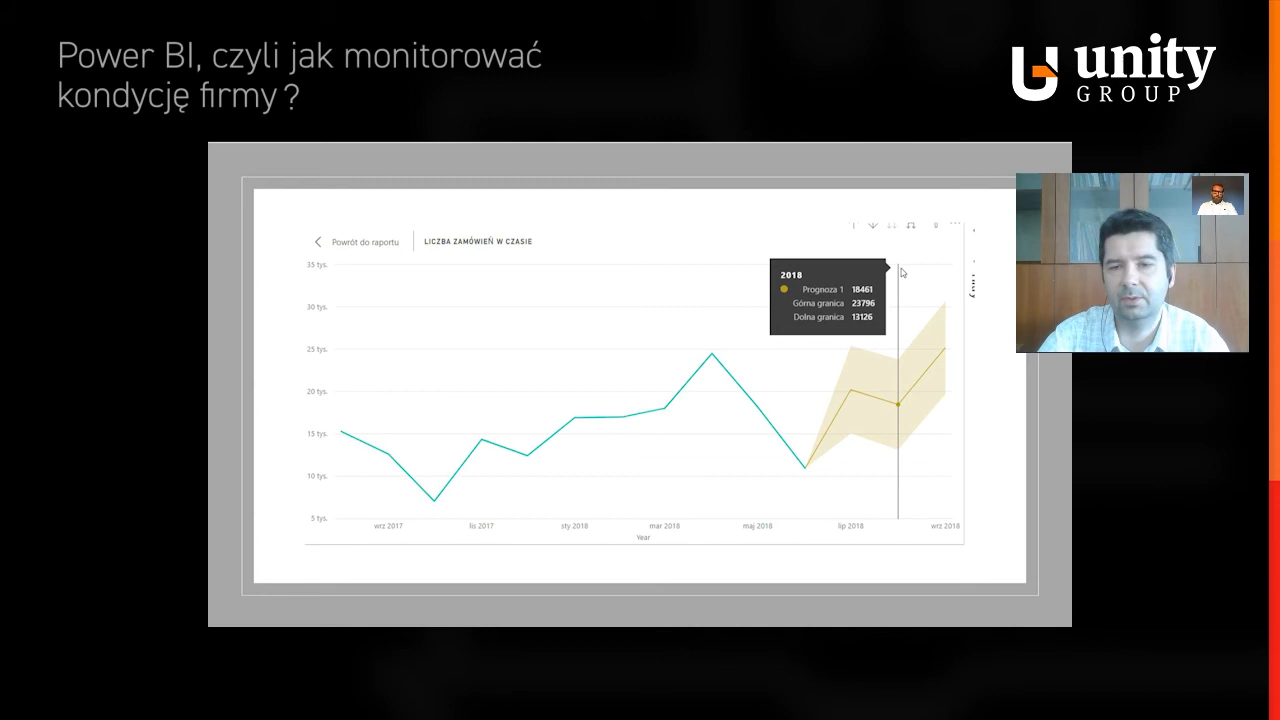 Power BI, czyli jak monitorować
kondycję firmy ?
unity
GROUP
Powrót do raportu
LICZBA ZAMÓWIEŃ W CZASIE
35 tys.
30 tys.
25 tys.
20 tys.
15 tys.
10 tys.
5 tys.
2018
Prognoza 1 18461
Górna granica 23796
Dolna granica 13126
wrz 2017 lis 2017 sty 2018 mar 2018 maj 2018 lip 2018 wrz 2018
Year